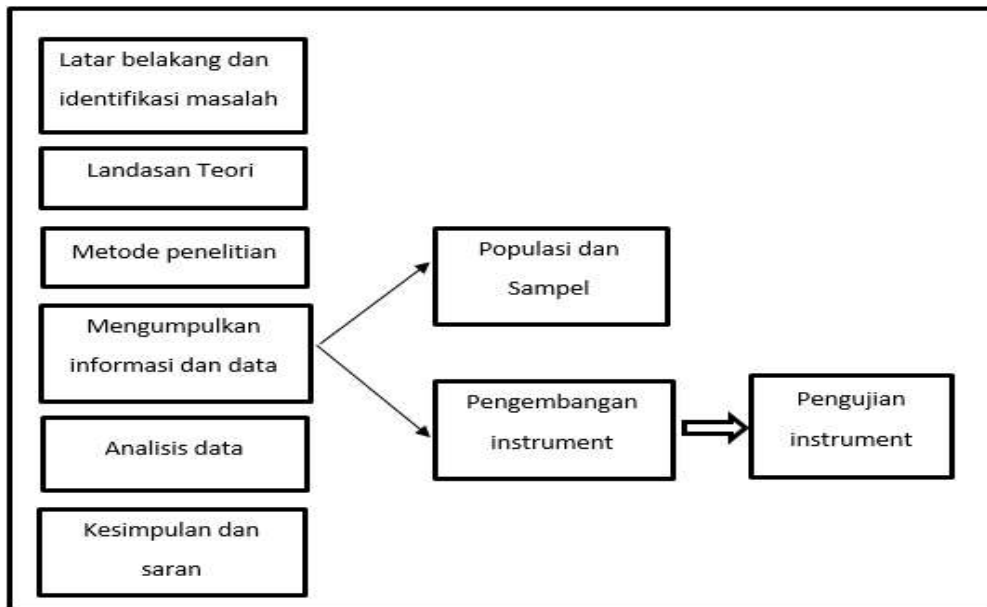 Latar belakang dan
identifikasi masalah
Landasan Teori
Metode penelitian
Mengumpulkan
informasi dan data
Analisis data
Kesimpulan dan
saran
Populasi dan
Sampel
Pengembangan
instrument
Pengujian
instrument